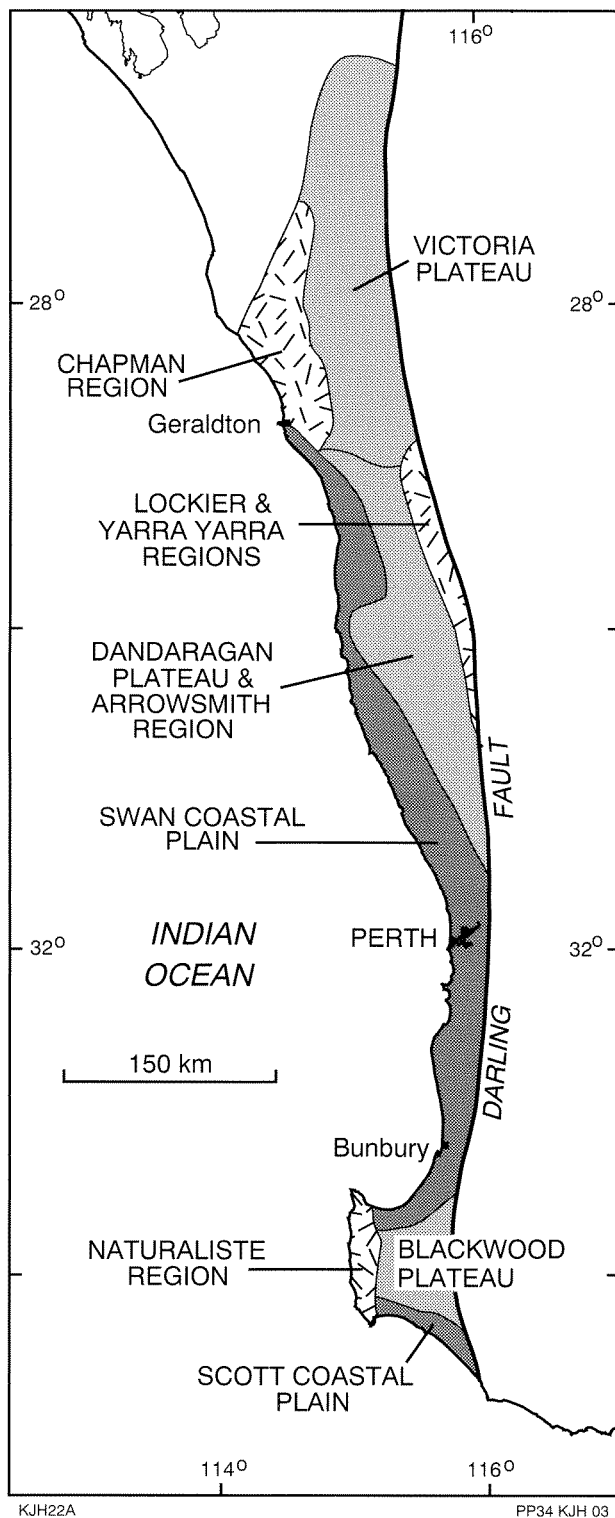 116°
VICTORIA
PLATEAU
28°
28°
CHAPMAN
REGION
Geraldton
LOCKIER &
YARRA YARRA
REGIONS
DANDARAGAN
PLATEAU &
ARROWSMITH
REGION
FAULT
SWAN COASTAL
PLAIN
INDIAN
OCEAN
PERTH
32°
32°
150 km
DARLING
Bunbury
NATURALISTE
REGION
BLACKWOOD
PLATEAU
SCOTT COASTAL
PLAIN
114°
116°
KJH22A
PP34 KJH 03